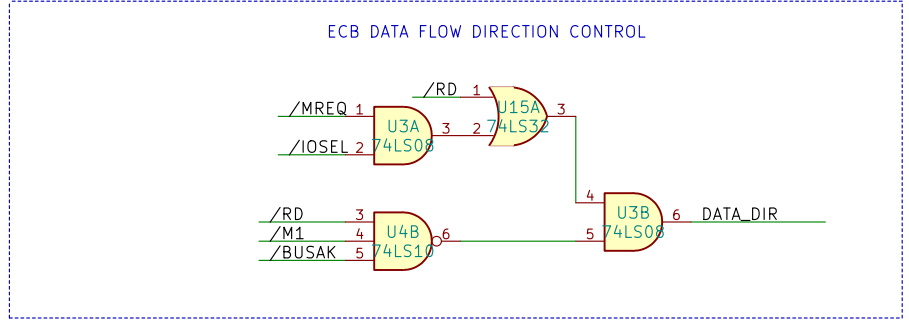 ECB DATA FLOW DIRECTION CONTROL
/RD 1
/MREQ 1 U15A 3
U3A 74LS32
3 2
/IOSEL 2 74LS08
4
/RD 3 U3B 6 DATA_DIR
/M1 4 U4B 6 5 74LS08
/BUSAK 5 74LS10